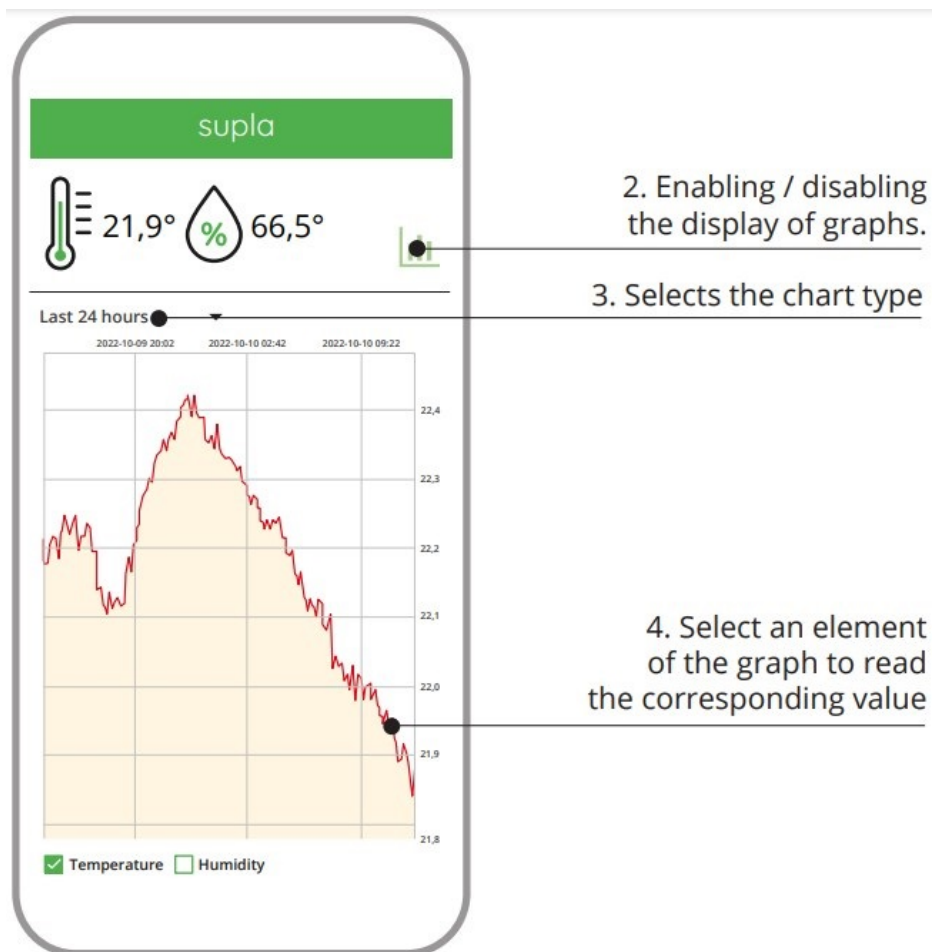 supla
21,9°
%
66,5°
2. Enabling / disabling
the display of graphs.
3. Selects the chart type
Last 24 hours
2022-10-09 20:02 2022-10-10 02:42 2022-10-10 09:22
22,4
22,3
22,2
22,1
22,0
21,9
21,8
4. Select an element
of the graph to read
the corresponding value
Temperature Humidity